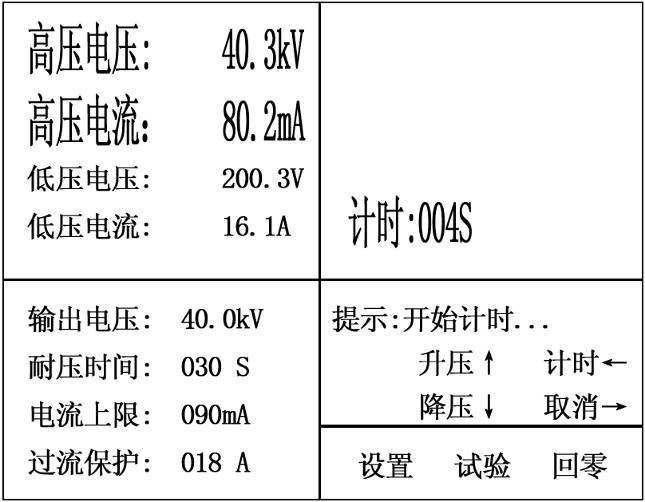 高压电压: 40.3kV
高压电流: 80.2mA
低压电压: 200.3V
低压电流: 16.1A
计时:004S
输出电压: 40.0kV
耐压时间: 030 S
电流上限: 090mA
过流保护: 018 A
提示:开始计时...
升压↑ 计时←
降压↓ 取消→
设置 试验 回零